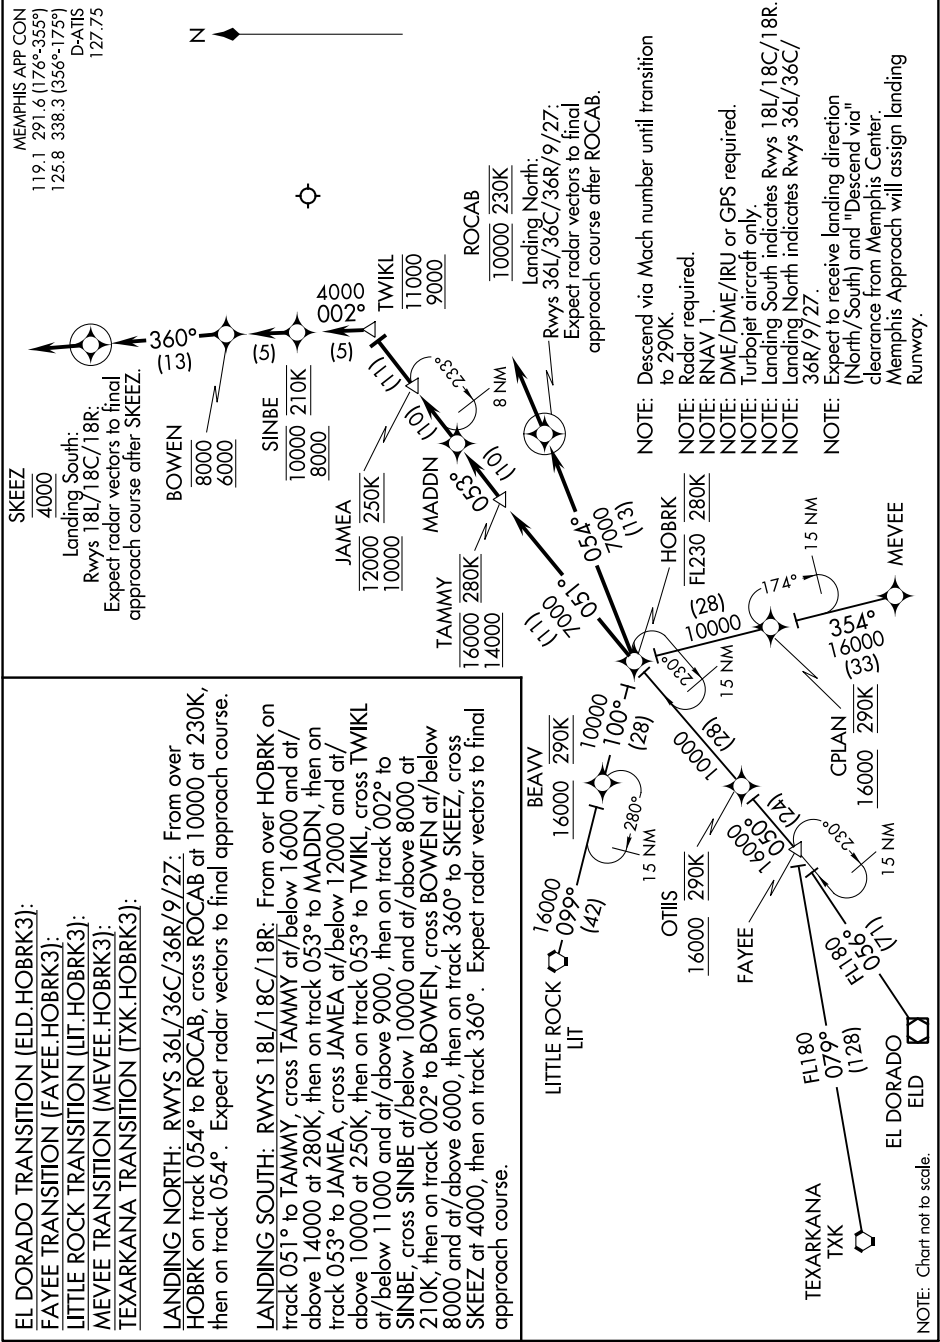 EL DORADO TRANSITION (ELD.HOBRK3):
FAYEE TRANSITION (FAYEE.HOBRK3):
LITTLE ROCK TRANSITION (LIT.HOBRK3):
MEVEE TRANSITION (MEVEE.HOBRK3):
TEXARKANA TRANSITION (TXK.HOBRK3):
LANDING NORTH: RWYS 36L/36C/36R/9/27: From over
HOBRK on track 054° to ROCAB, cross ROCAB at 10000 at 230K,
then on track 054°. Expect radar vectors to final approach course.
LANDING SOUTH: RWYS 18L/18C/18R: From over HOBRK on
track 051° to TAMMY, cross TAMMY at/below 16000 and at/
above 14000 at 280K, then on track 053° to MADDN, then on
track 053° to JAMEA, cross JAMEA at/below 12000 and at/
above 10000 at 250K, then on track 053° to TWIKL, cross TWIKL
at/below 11000 and at/above 9000, then on track 002° to
SINBE, cross SINBE at/below 10000 and at/above 8000 at
210K, then on track 002° to BOWEN, cross BOWEN at/below
8000 and at/above 6000, then on track 360° to SKEEZ, cross
SKEEZ at 4000, then on track 360°. Expect radar vectors to final
approach course.
SKEEZ
4000
Landing South:
Rwys 18L/18C/18R:
Expect radar vectors to final
approach course after SKEEZ.
MEMPHIS APP CON
119.1 291.6 (176°-355°)
125.8 338.3 (356°-175°)
D-ATIS
127.75
N
360°
(13)
BOWEN
8000
6000
(5)
SINBE
10000 210K
8000
(5)
4000
002°
TWIKL
11000
9000
(11)
JAMEA
12000 250K
10000
233°
8 NM
(10)
MADDN
(10)
053°
TAMMY
16000 280K
14000
(11)
7000
051°
ROCAB
10000 230K
Landing North:
Rwys 36L/36C/36R/9/27:
Expect radar vectors to final
approach course after ROCAB.
054°
7000
(13)
HOBRK
FL230 280K
230°
15 NM
NOTE: Descend via Mach number until transition
to 290K.
NOTE: Radar required.
NOTE: RNAV 1.
NOTE: DME/DME/IRU or GPS required.
NOTE: Turbojet aircraft only.
NOTE: Landing South indicates Rwys 18L/18C/18R.
NOTE: Landing North indicates Rwys 36L/36C/
36R/9/27.
NOTE: Expect to receive landing direction
(North/South) and "Descend via"
clearance from Memphis Center.
Memphis Approach will assign landing
Runway.
BEAVV
16000 290K
10000
100°
(28)
280°
15 NM
16000
099°
(42)
LITTLE ROCK
LIT
(28)
10000
174°
15 NM
MEVEE
354°
16000
(33)
CPLAN
16000 290K
(28)
10000
OTIIS
16000 290K
(24)
050°
16000
FAYEE
230°
15 NM
FL180
056°
(71)
EL DORADO
ELD
FL180
079°
(128)
TEXARKANA
TXK
NOTE: Chart not to scale.